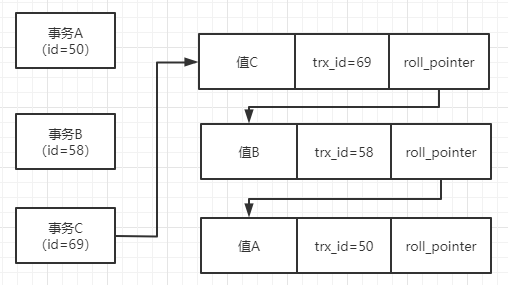 事务A
（id=50）
值C trx_id=69 roll_pointer
事务B
（id=58）
值B trx_id=58 roll_pointer
事务C
（id=69）
值A trx_id=50 roll_pointer